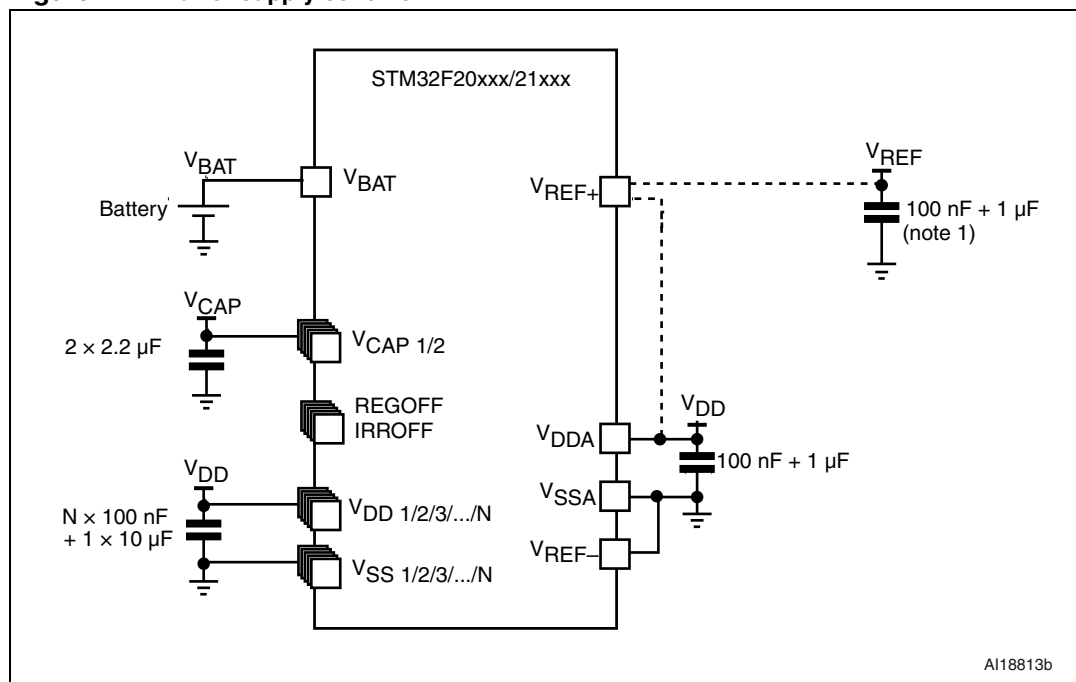 STM32F20xxx/21xxx
VBAT
VBAT
Battery
VREF+
VREF
100 nF + 1 µF
(note 1)
VCAP
VCAP 1/2
2 × 2.2 µF
REGOFF
IRROFF
VDD
VDDA
100 nF + 1 µF
VSSA
VREF–
VDD
N × 100 nF
+ 1 × 10 µF
VDD 1/2/3/.../N
VSS 1/2/3/.../N
AI18813b